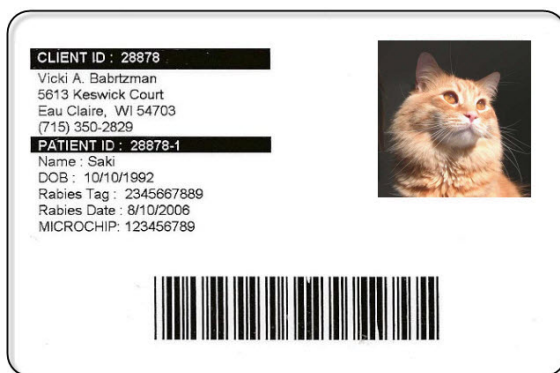 CLIENT ID : 28878
Vicki A. Babrtzman
5613 Keswick Court
Eau Claire, WI 54703
(715) 350-2829
PATIENT ID : 28878-1
Name : Saki
DOB : 10/10/1992
Rabies Tag : 2345667889
Rabies Date : 8/10/2006
MICROCHIP: 123456789